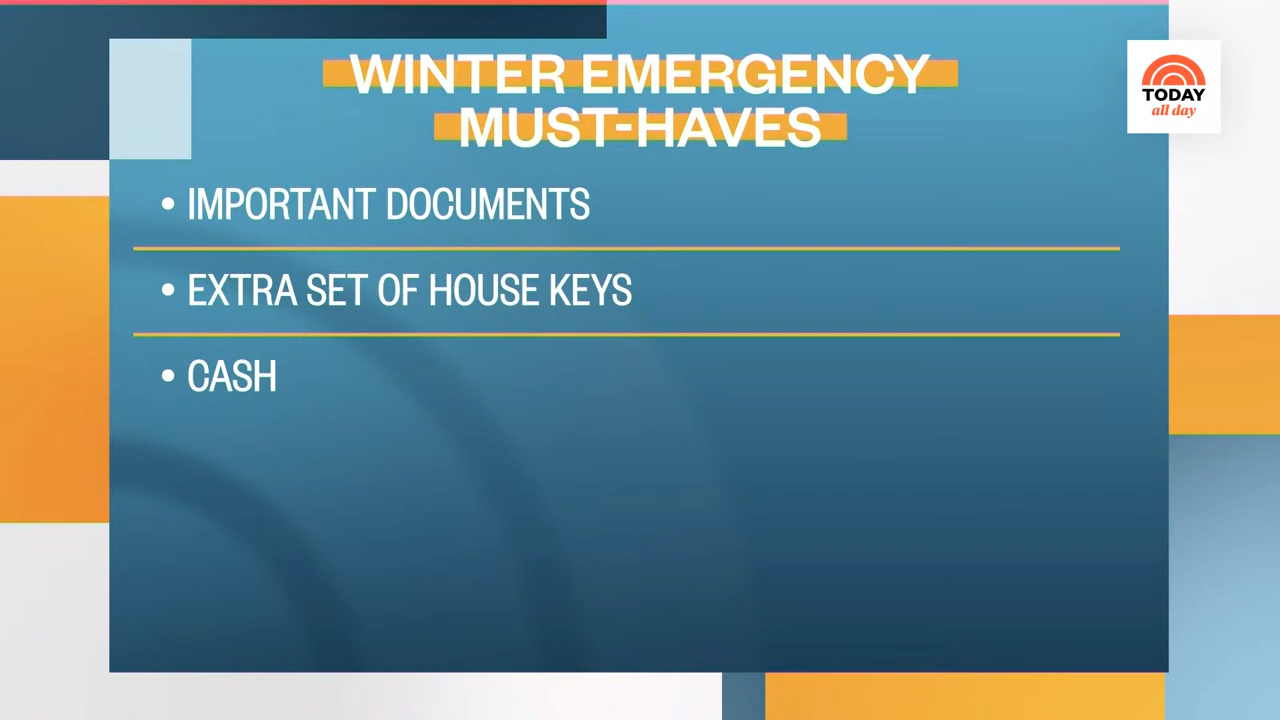 WINTER EMERGENCY
MUST-HAVES
TODAY
all day
• IMPORTANT DOCUMENTS
• EXTRA SET OF HOUSE KEYS
• CASH